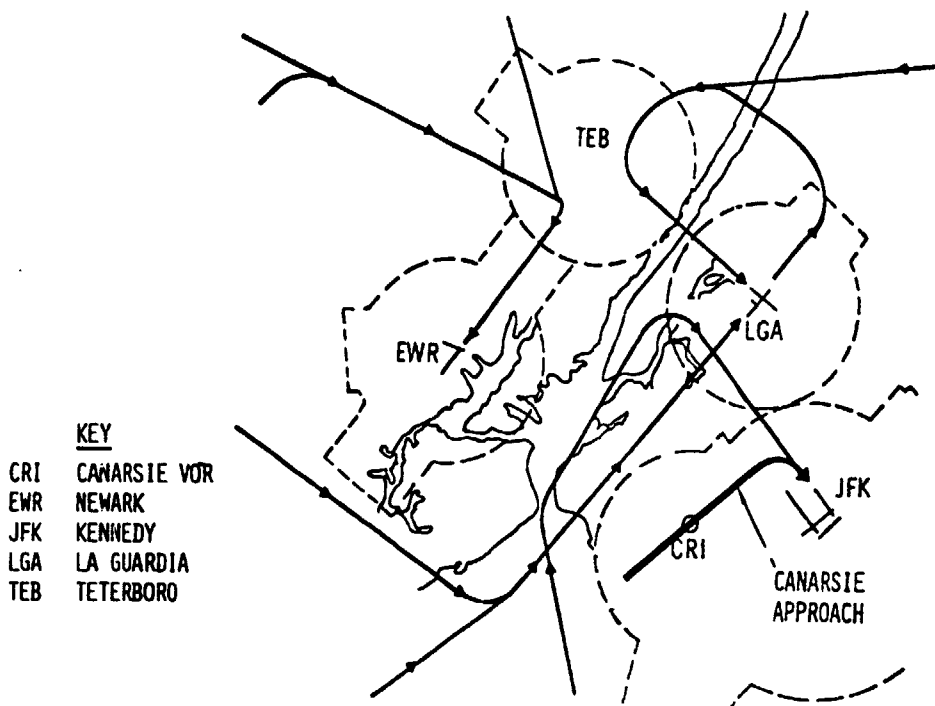 TEB
LGA
EWR
KEY
CRI CANARSIE VOR
EWR NEWARK
JFK KENNEDY
LGA LA GUARDIA
TEB TETERBORO
JFK
CRI
CANARSIE
APPROACH